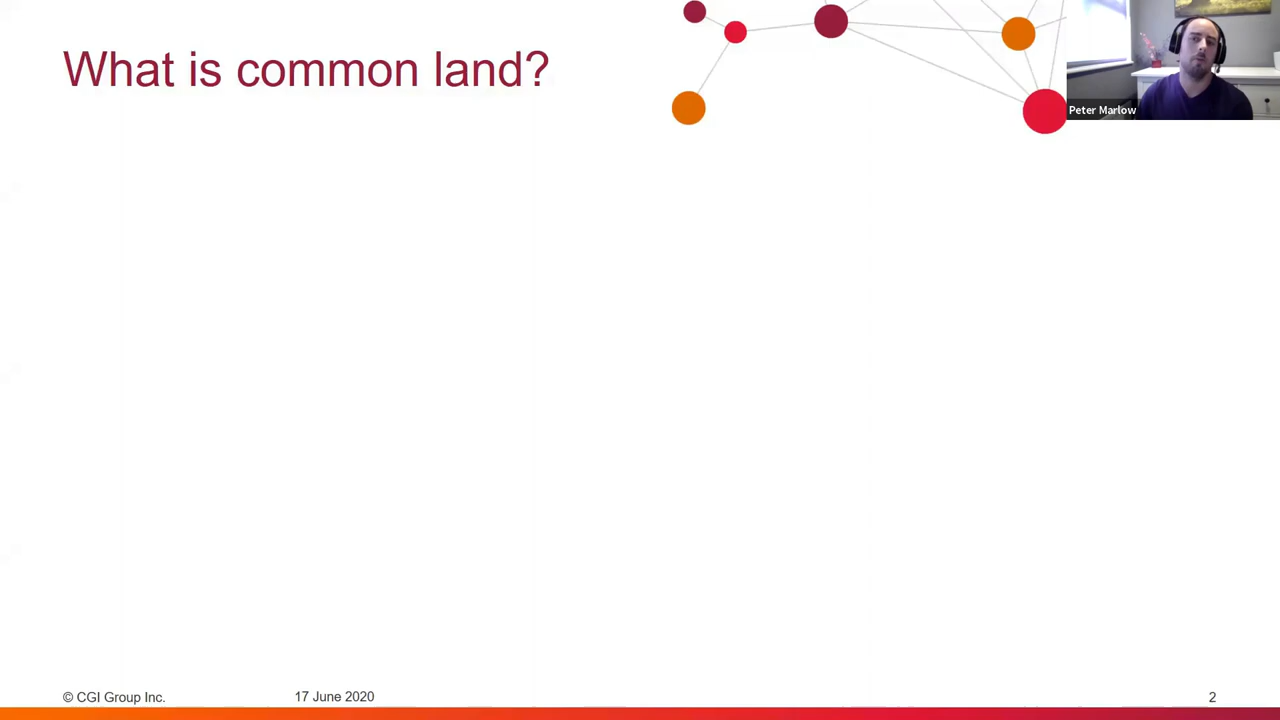 What is common land?
Peter Marlow
© CGI Group Inc.
17 June 2020
2